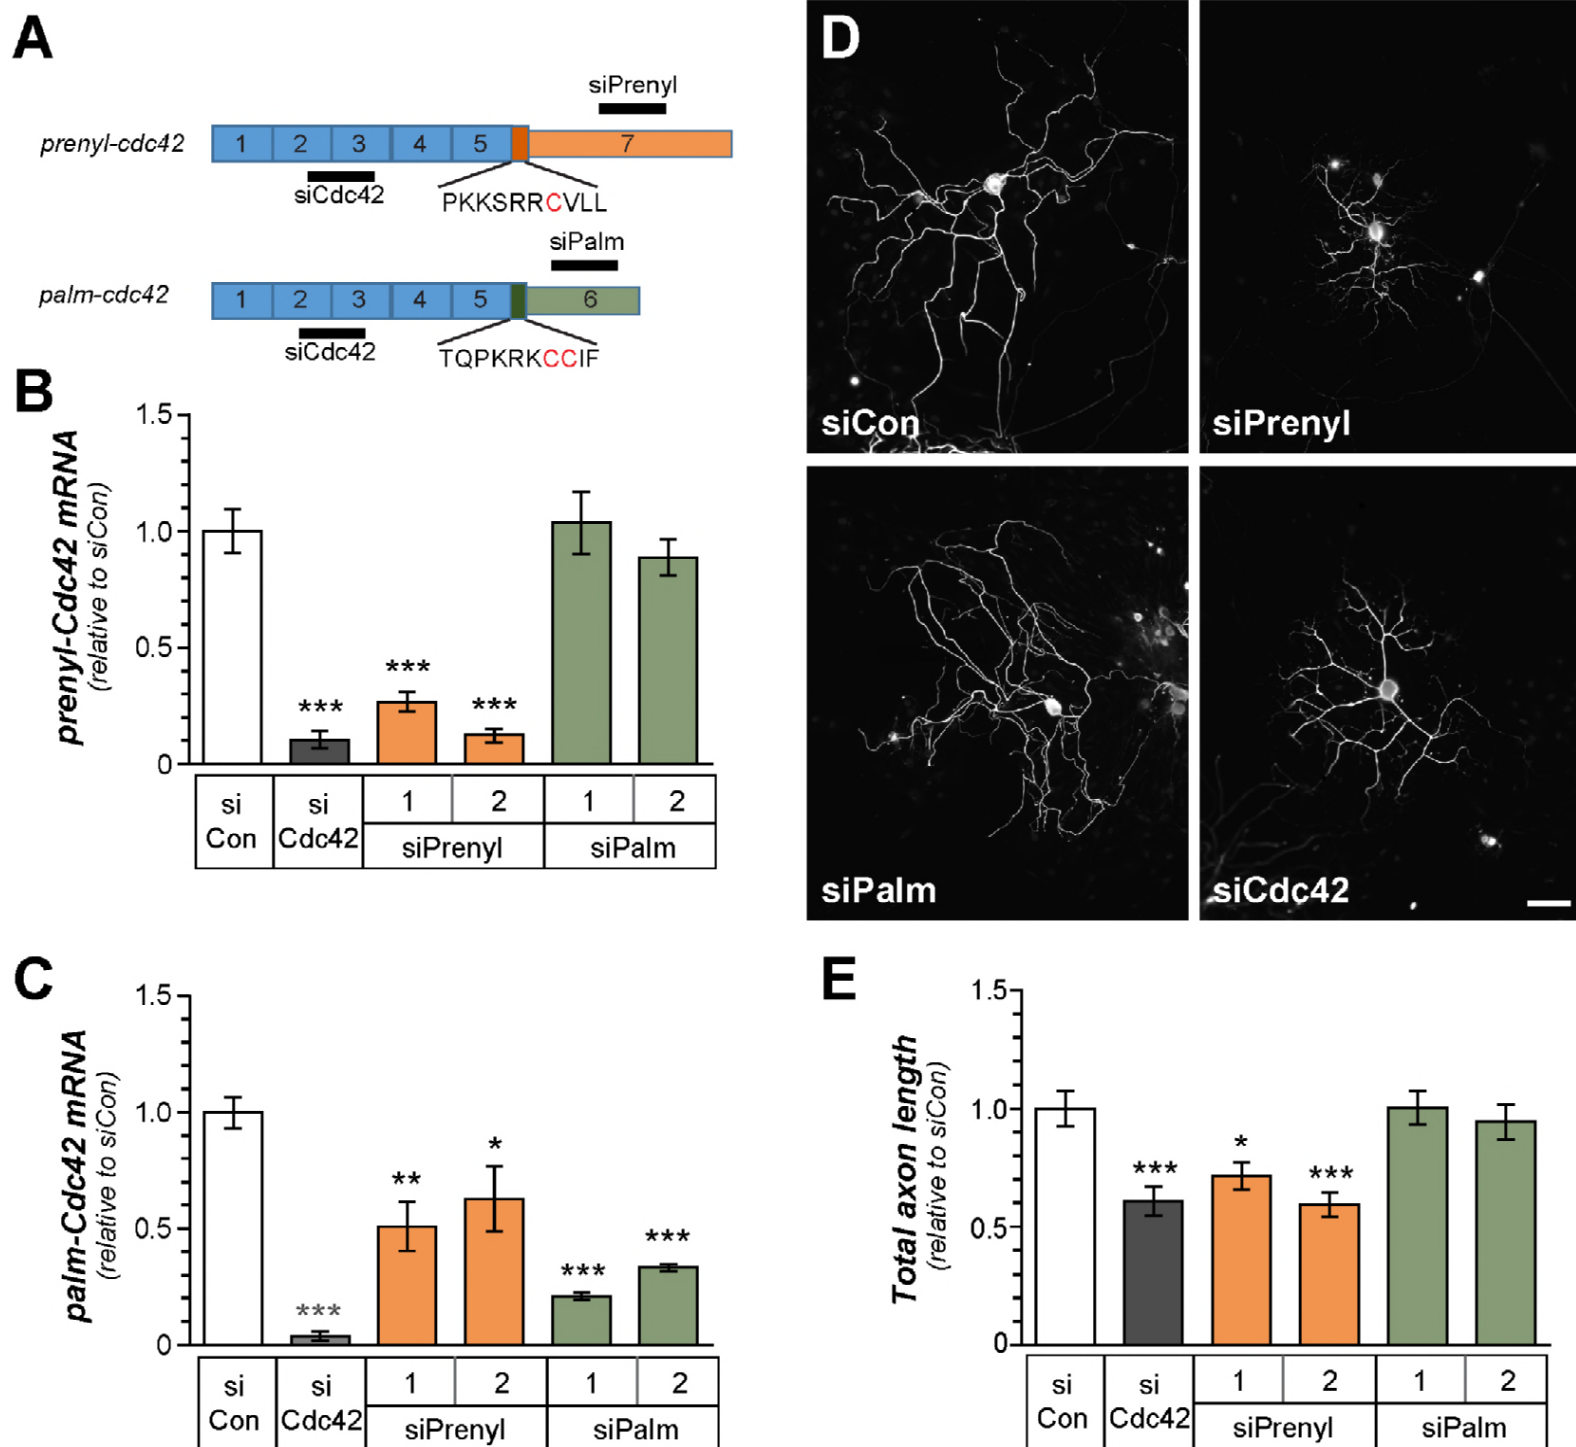 A
siPrenyl
prenyl-cdc42
1 2 3 4 5 7
siCdc42
PKKSRRCVLL
siPalm
palm-cdc42
1 2 3 4 5 6
siCdc42
TQPKRKCCIF
B
prenyl-Cdc42 mRNA
(relative to siCon)
1.5
1.0
0.5
0
***
***
***
si Con
si Cdc42
1 2
siPrenyl
1 2
siPalm
C
palm-Cdc42 mRNA
(relative to siCon)
1.5
1.0
0.5
0
***
**
*
***
***
si Con
si Cdc42
1 2
siPrenyl
1 2
siPalm
D
siCon
siPrenyl
siPalm
siCdc42
E
Total axon length
(relative to siCon)
1.5
1.0
0.5
0
***
*
***
si Con
si Cdc42
1 2
siPrenyl
1 2
siPalm